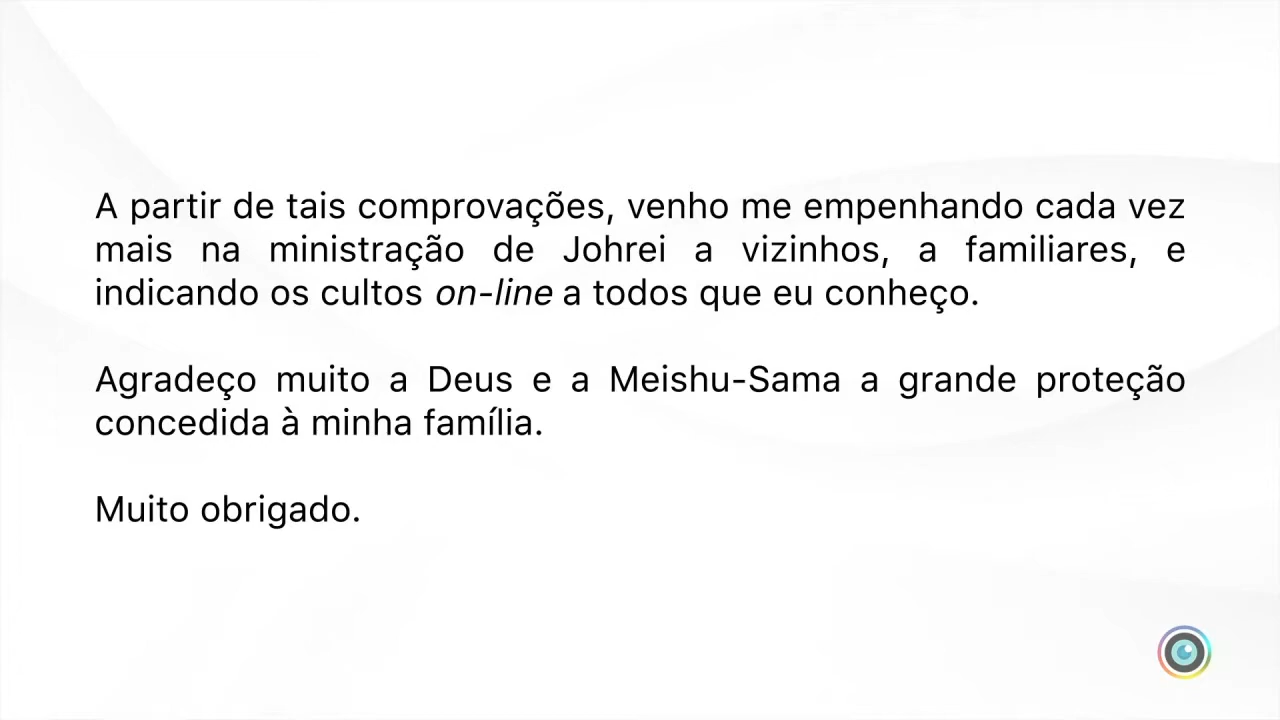 A partir de tais comprovações, venho me empenhando cada vez
mais na ministração de Johrei a vizinhos, a familiares, e
indicando os cultos on-line a todos que eu conheço.
Agradeço muito a Deus e a Meishu-Sama a grande proteção
concedida à minha família.
Muito obrigado.